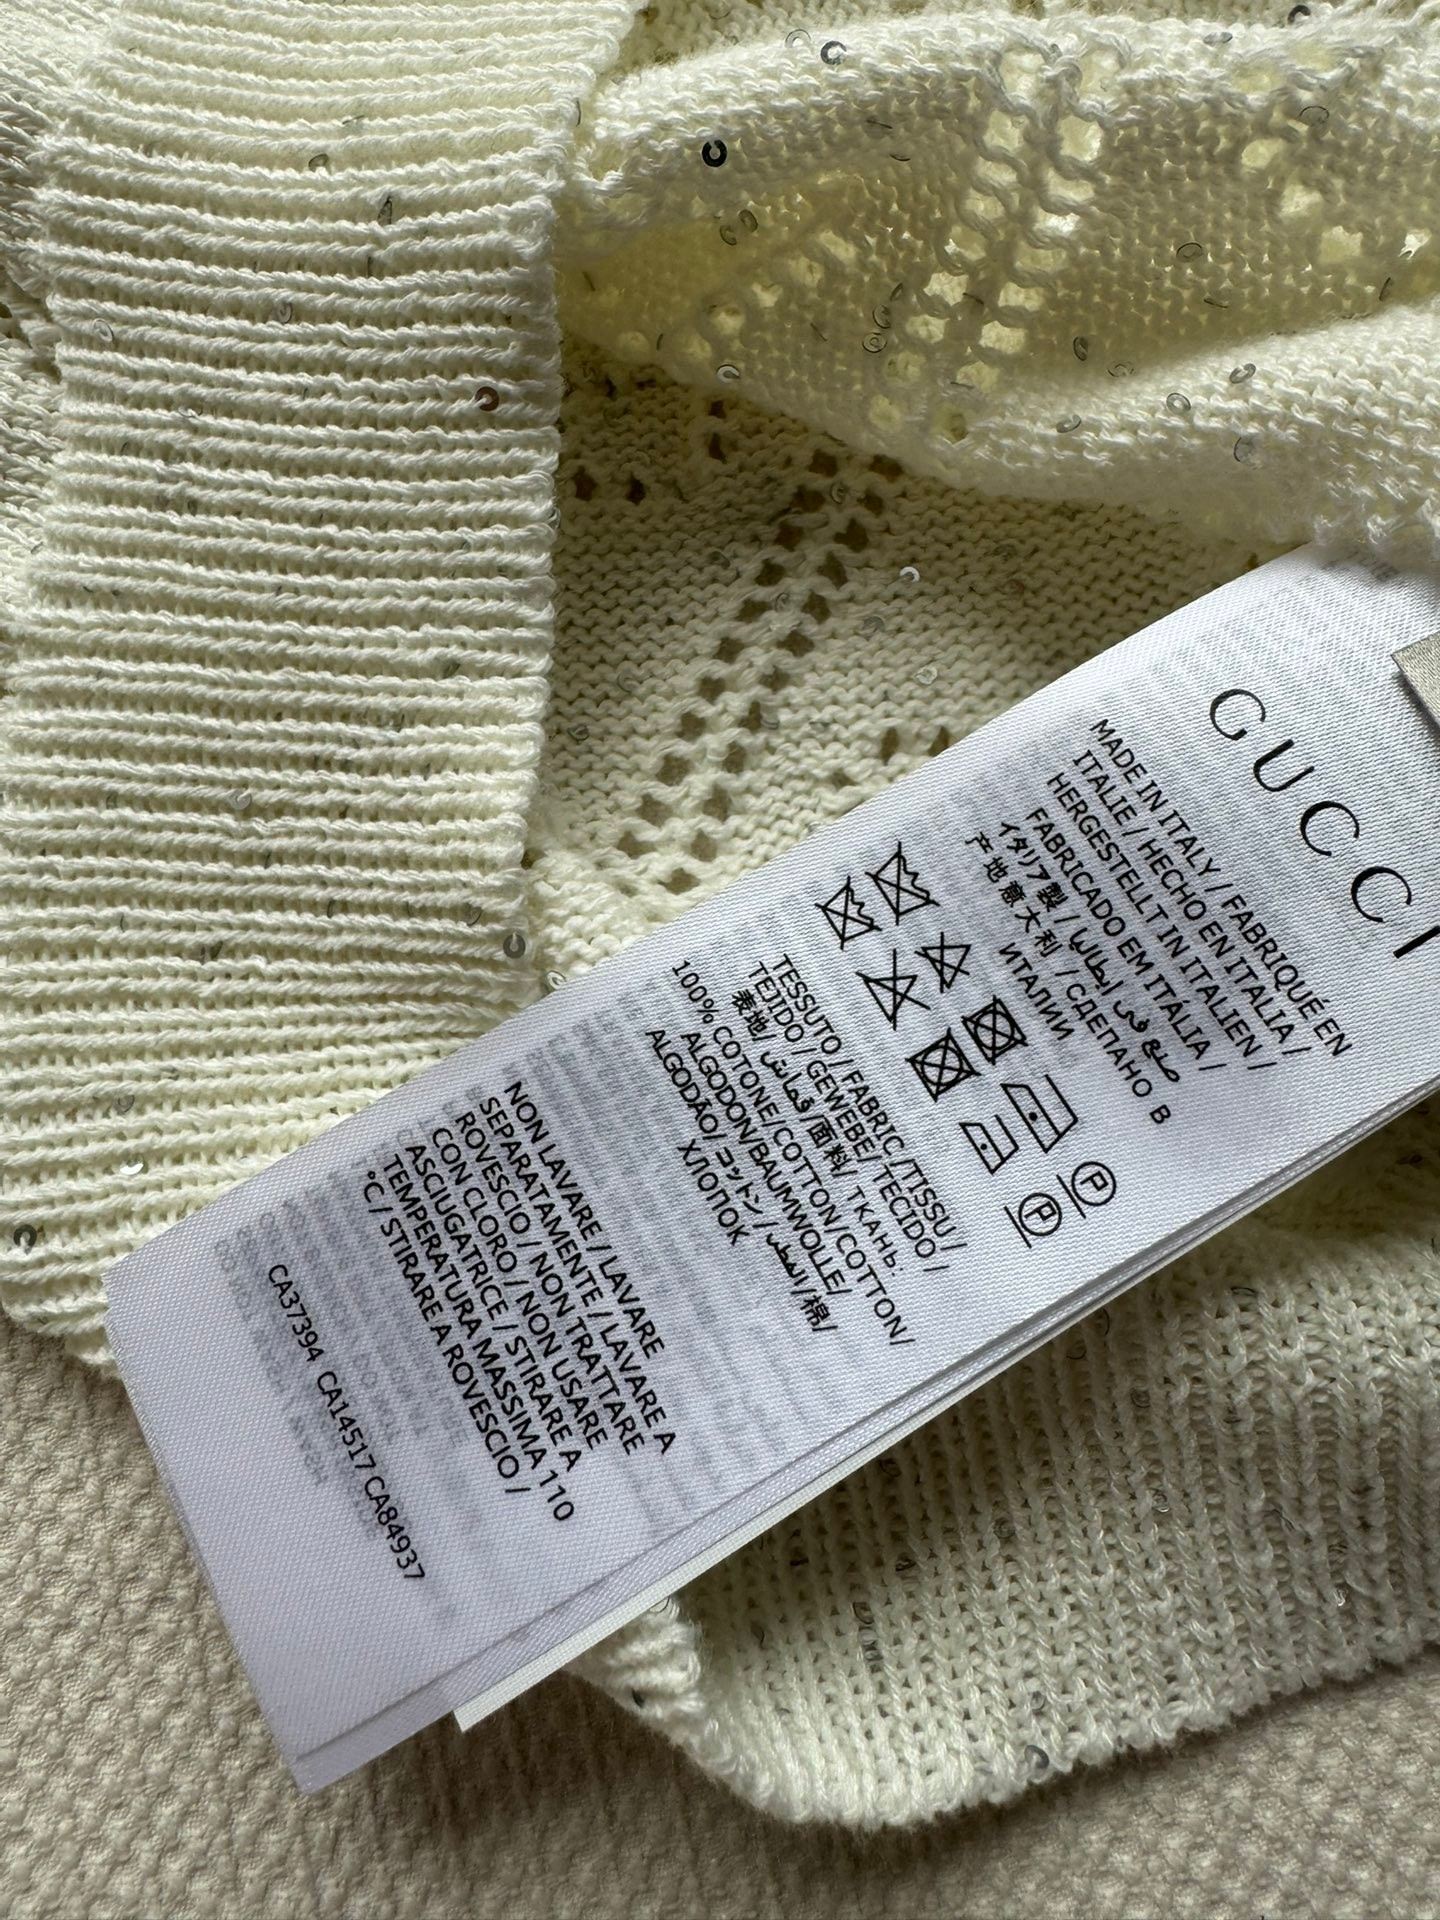 GUCCI
MADE IN ITALY / FABRIQUÉ EN
ITALIE / HECHO EN ITALIA /
HERGESTELLT IN ITALIEN /
FABRICADO EM ITÁLIA /
イタリア製 / صنع في إيطاليا
产地意大利 / СДЕЛАНО В
ИТАЛИИ
P P
TESSUTO / FABRIC /TISSU /
TEJIDO / GEWEBE/ TECIDO /
表地/ قماش /面料/ ТКАНЬ:
100% COTONE/COTTON/COTTON/
ALGODON/BAUMWOLLE/
ALGODÃO/ コットン / القطن /棉/
ХЛОПОК
NON LAVARE / LAVARE
SEPARATAMENTE / LAVARE A
ROVESCIO / NON TRATTARE
CON CLORO / NON USARE
ASCIUGATRICE / STIRARE A
TEMPERATURA MASSIMA 110
°C / STIRARE A ROVESCIO /
CA37394 CA14517 CA84937